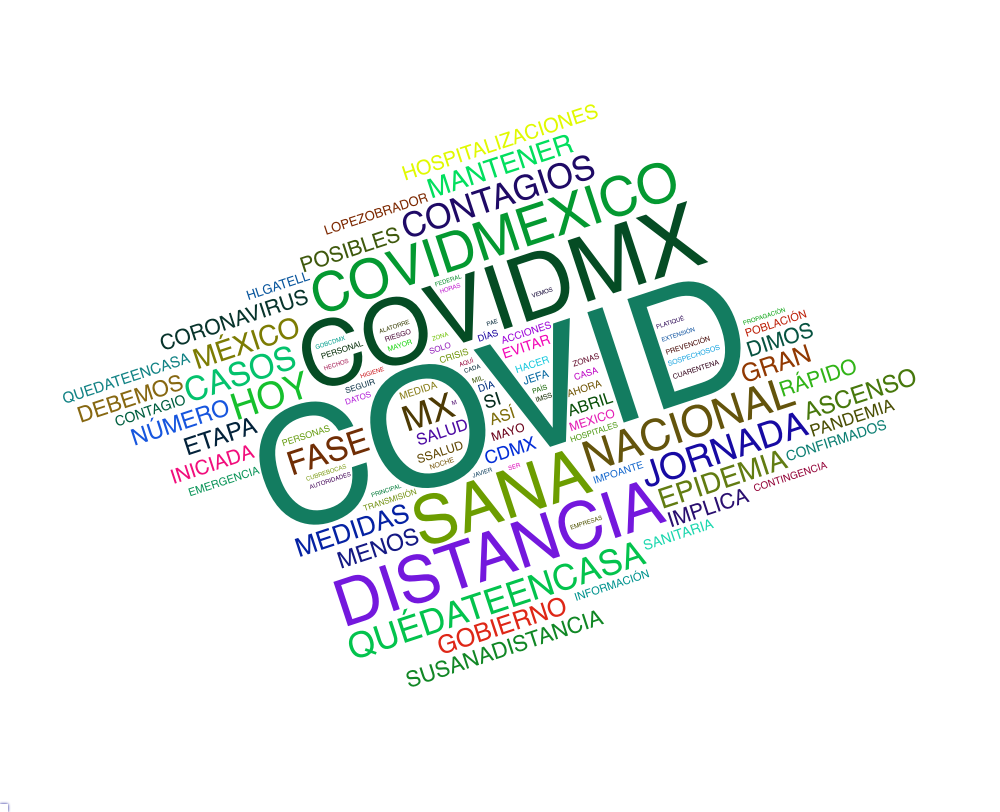 HOSPITALIZACIONES
MANTENER
LOPEZOBRADOR
CONTAGIOS
POSIBLES
COVIDMEXICO
HLGATELL
CORONAVIRUS
COVIDMX
FEDERAL
HORAS
VEMOS
QUEDATEENCASA
MÉXICO
GOBCDMX
ALATORRE
PERSONAL
RIESGO
HECHOS
MAYOR
ZONA
SOLO
PAE
DÍAS
ACCIONES
EVITAR
CRISIS
AQUÍ
CADA
HACER
DEBEMOS
CASOS
CONTAGIO
HOY
NÚMERO
ETAPA
INICIADA
EMERGENCIA
HIGIENE
SEGUIR
DATOS
MEDIDA
MIL
DÍA
JEFA
PAÍS
IMSS
ZONAS
CASA
AHORA
ABRIL
MEXICO
HOSPITALES
COVID
PLATIQUÉ
EXTENSIÓN
PREVENCIÓN
SOSPECHOSOS
CUARENTENA
PROPAGACIÓN
POBLACIÓN
DIMOS
GRAN
RÁPIDO
ASCENSO
PERSONAS
FASE
CUBREBOCAS
AUTORIDADES
MX
M
SI
ASÍ
SALUD
MAYO
SSALUD
CDMX
NOCHE
JAVIER
SER
PRINCIPAL
TRANSMISIÓN
NACIONAL
IMPOANTE
JORNADA
PANDEMIA
CONFIRMADOS
EPIDEMIA
CONTINGENCIA
IMPLICA
SANITARIA
SANA
MEDIDAS
MENOS
EMPRESAS
DISTANCIA
QUÉDATEENCASA
INFORMACIÓN
GOBIERNO
SUSANADISTANCIA